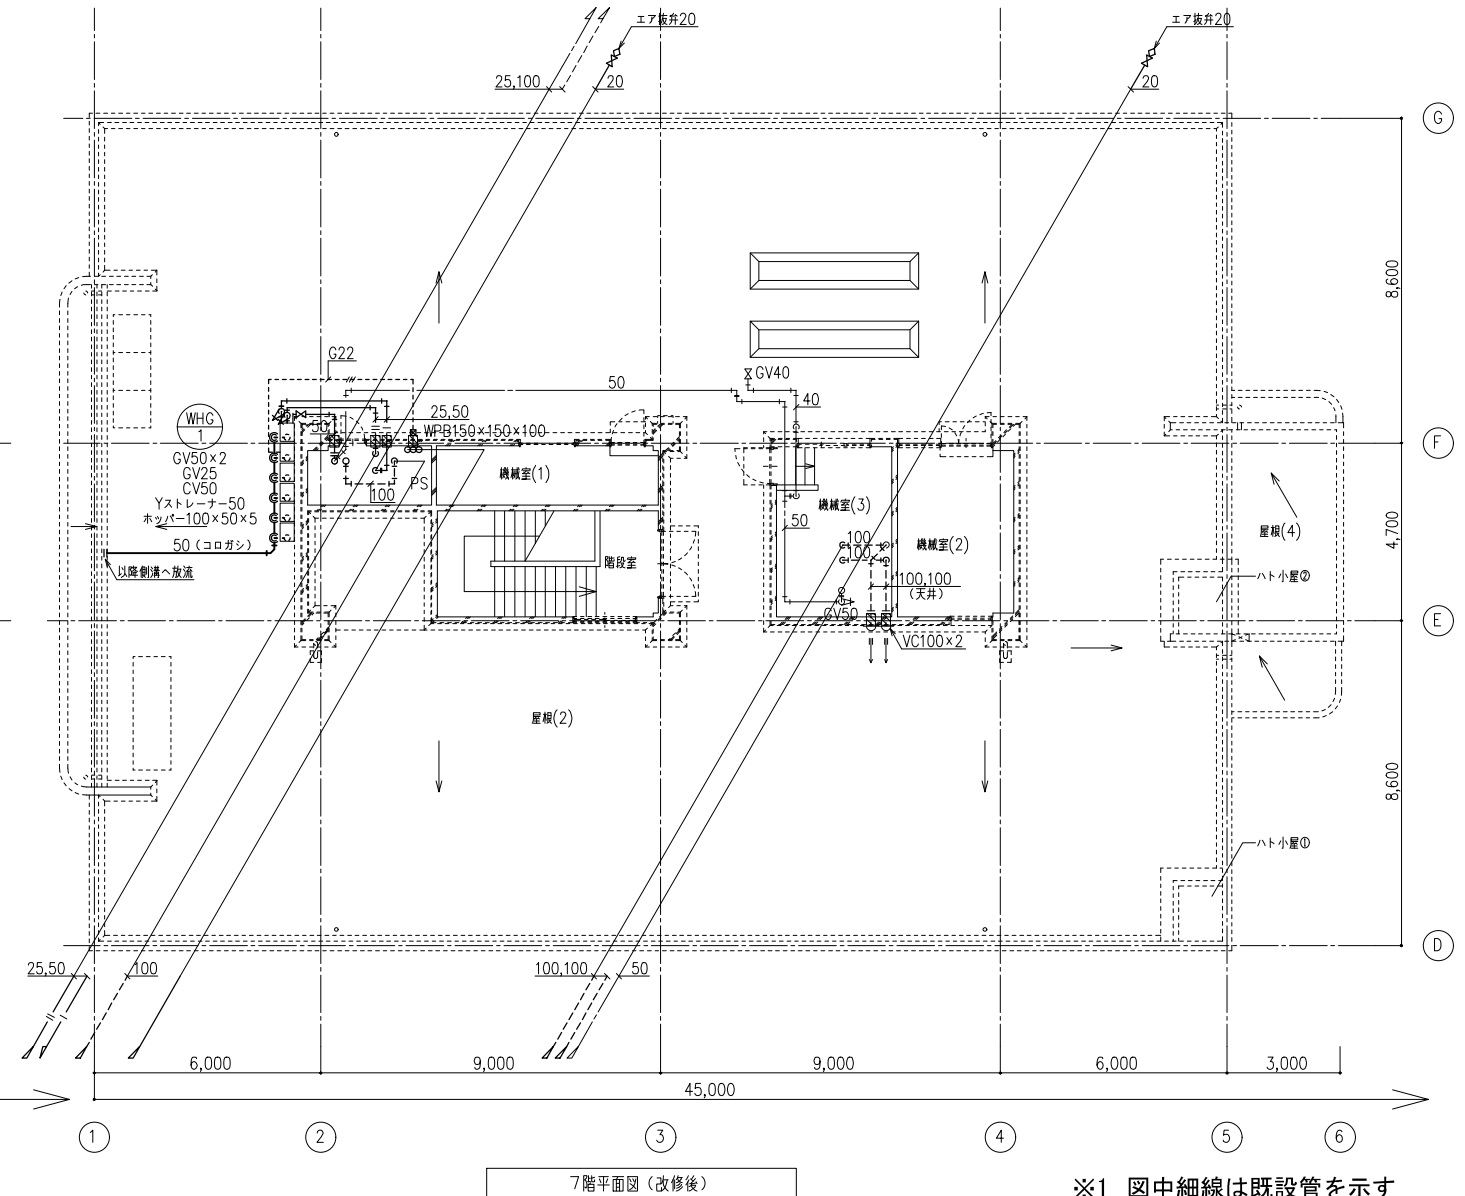 エア抜弁20
エア抜弁20
25,100
20
20
G
8,600
G22
50
GV40
40
WHG
1
25,50
50
WPB150×150×100
F
GV50×2
GV25
CV50
Yストレーナー50
ホッパー100×50×5
50（コロガシ）
以降側溝へ放流
100
PS
機械室(1)
機械室(3)
50
100
100
機械室(2)
屋根(4)
4,700
階段室
100,100
（天井）
ハト小屋②
GV50
E
VC100×2
屋根(2)
8,600
ハト小屋①
D
25,50
100
100,100
50
6,000
9,000
9,000
6,000
3,000
45,000
1
2
3
4
5
6
7階平面図（改修後）
※1 図中細線は既設管を示す